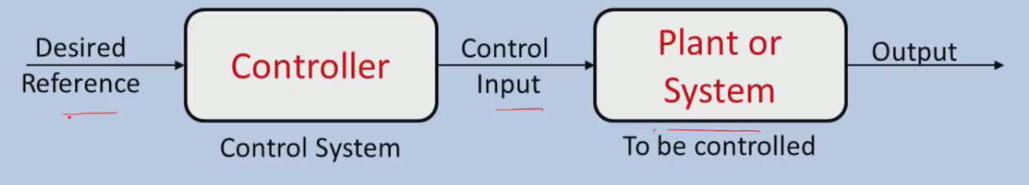 Desired
Reference
Controller
Control System
Control
Input
Plant or
System
To be controlled
Output